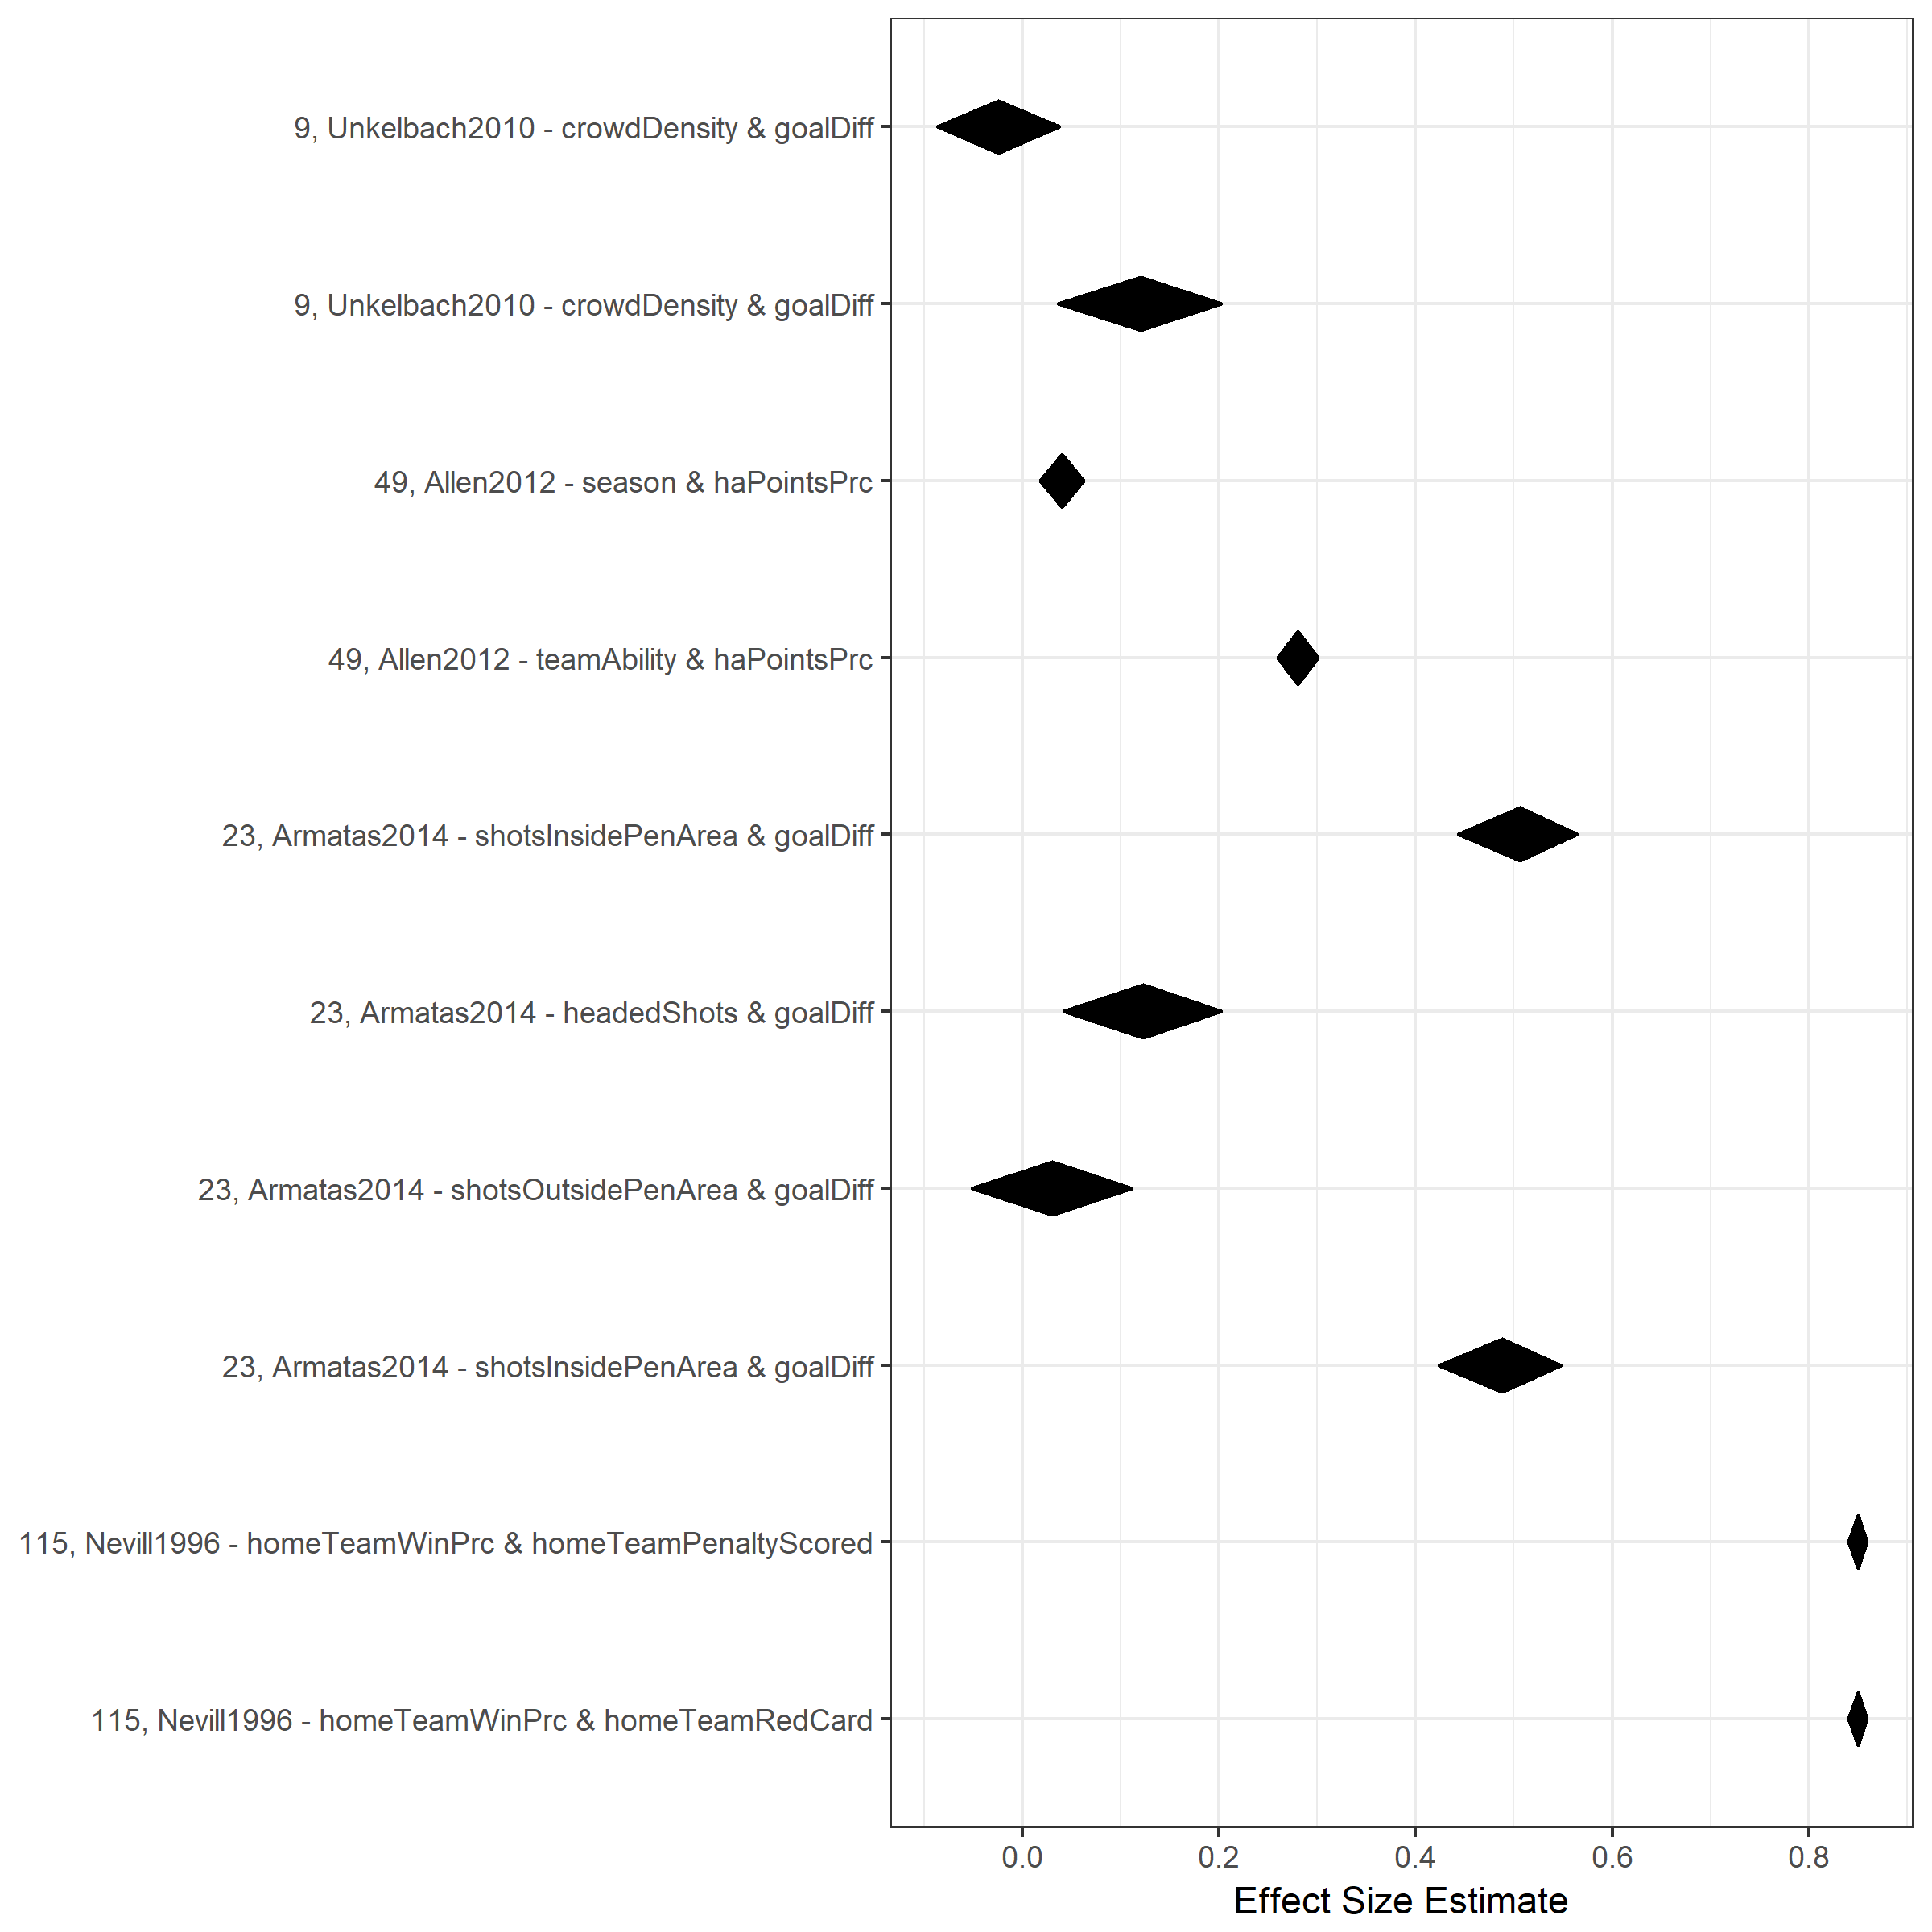 9, Unkelbach2010 - crowdDensity & goalDiff
9, Unkelbach2010 - crowdDensity & goalDiff
49, Allen2012 - season & haPointsPrc
49, Allen2012 - teamAbility & haPointsPrc
23, Armatas2014 - shotsInsidePenArea & goalDiff
23, Armatas2014 - headedShots & goalDiff
23, Armatas2014 - shotsOutsidePenArea & goalDiff
23, Armatas2014 - shotsInsidePenArea & goalDiff
115, Nevill1996 - homeTeamWinPrc & homeTeamPenaltyScored
115, Nevill1996 - homeTeamWinPrc & homeTeamRedCard
0.0 0.2 0.4 0.6 0.8
Effect Size Estimate